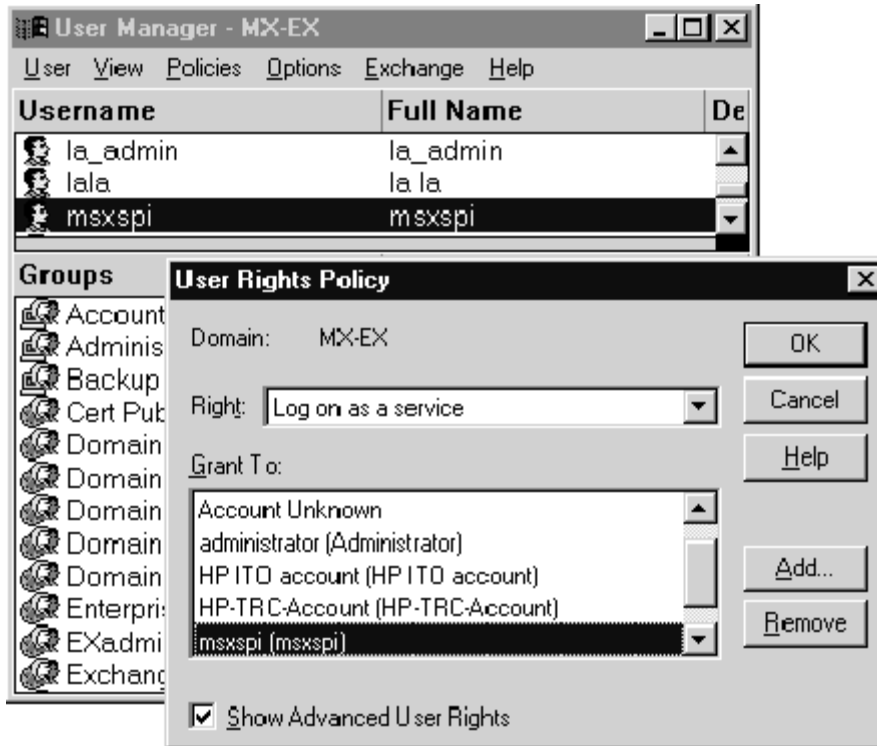 User Manager - MX-EX
User View Policies Options Exchange Help
Username Full Name De
la_admin la_admin
lala la la
msxspi msxspi
Groups
Account
Adminis
Backup
Cert Pub
Domain
Domain
Domain
Domain
Domain
Enterpri
EXadmi
Exchang
User Rights Policy
Domain: MX-EX
OK
Right: Log on as a service
Cancel
Help
Grant To:
Account Unknown
administrator (Administrator)
HP ITO account (HP ITO account)
HP-TRC-Account (HP-TRC-Account)
msxspi (msxspi)
Add...
Remove
Show Advanced User Rights